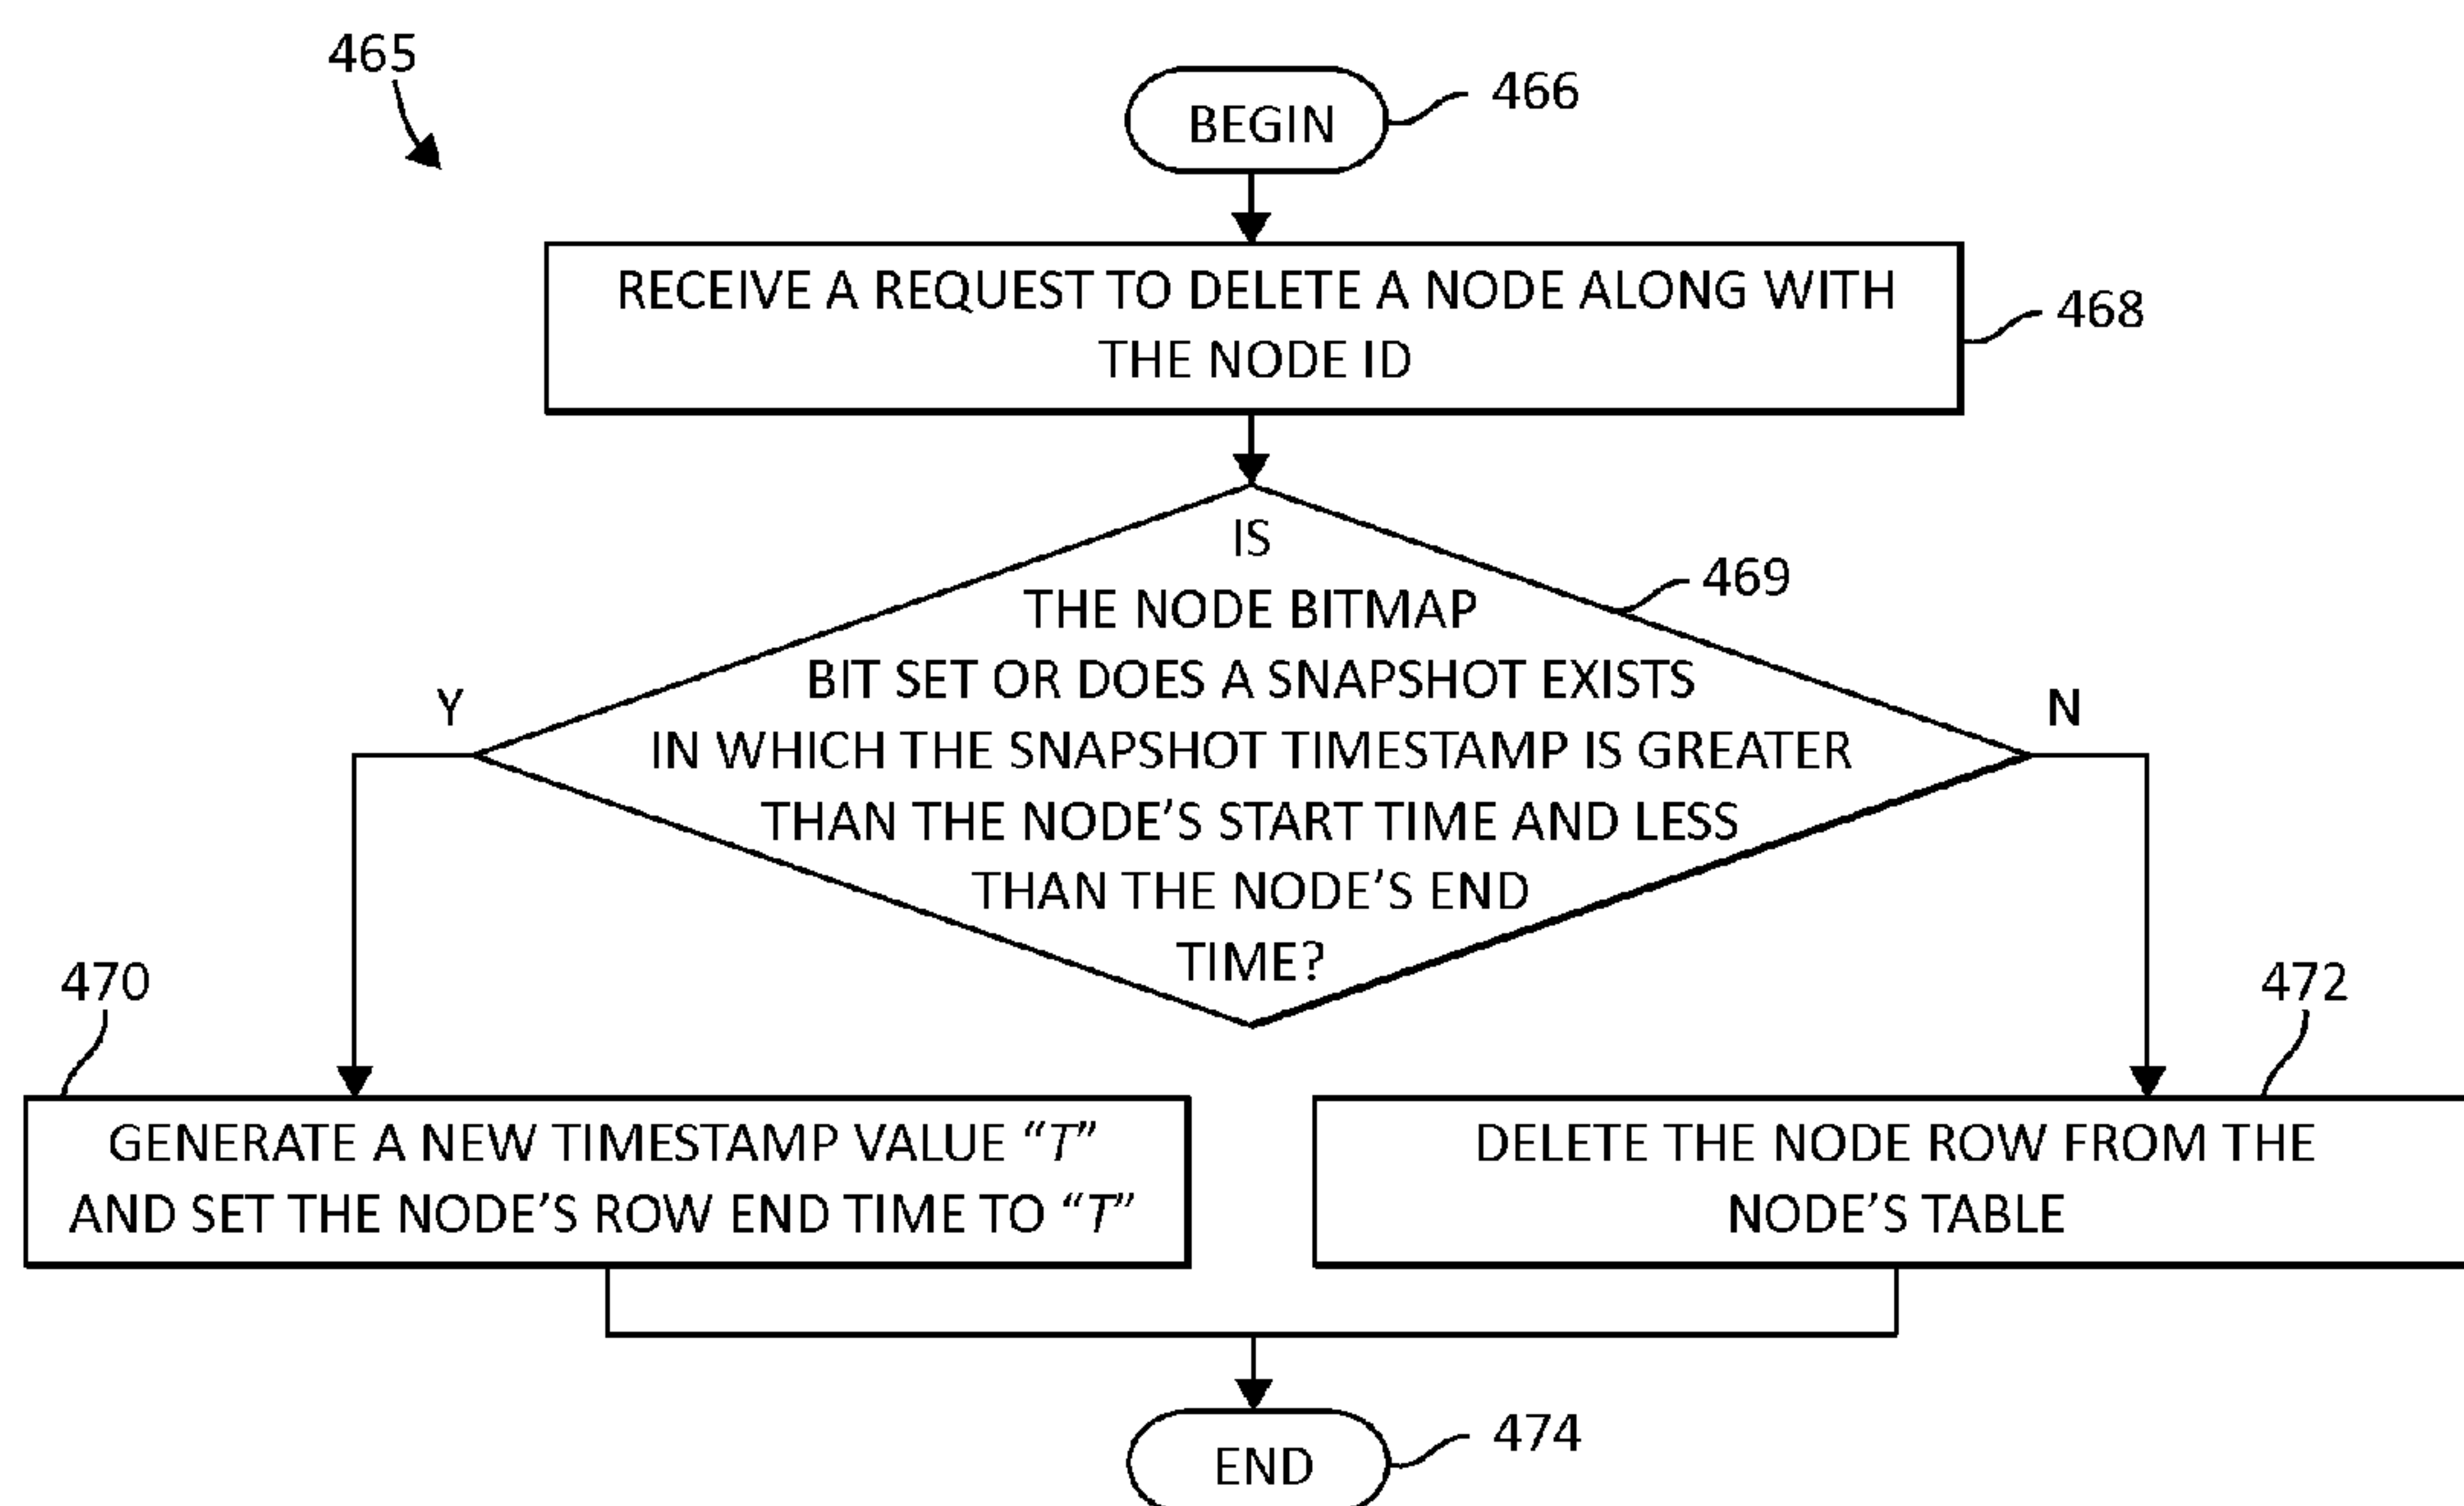 465
BEGIN
466
RECEIVE A REQUEST TO DELETE A NODE ALONG WITH
THE NODE ID
468
IS
THE NODE BITMAP
BIT SET OR DOES A SNAPSHOT EXISTS
IN WHICH THE SNAPSHOT TIMESTAMP IS GREATER
THAN THE NODE’S START TIME AND LESS
THAN THE NODE’S END
TIME?
469
Y
N
470
GENERATE A NEW TIMESTAMP VALUE “T”
AND SET THE NODE’S ROW END TIME TO “T”
472
DELETE THE NODE ROW FROM THE
NODE’S TABLE
END
474